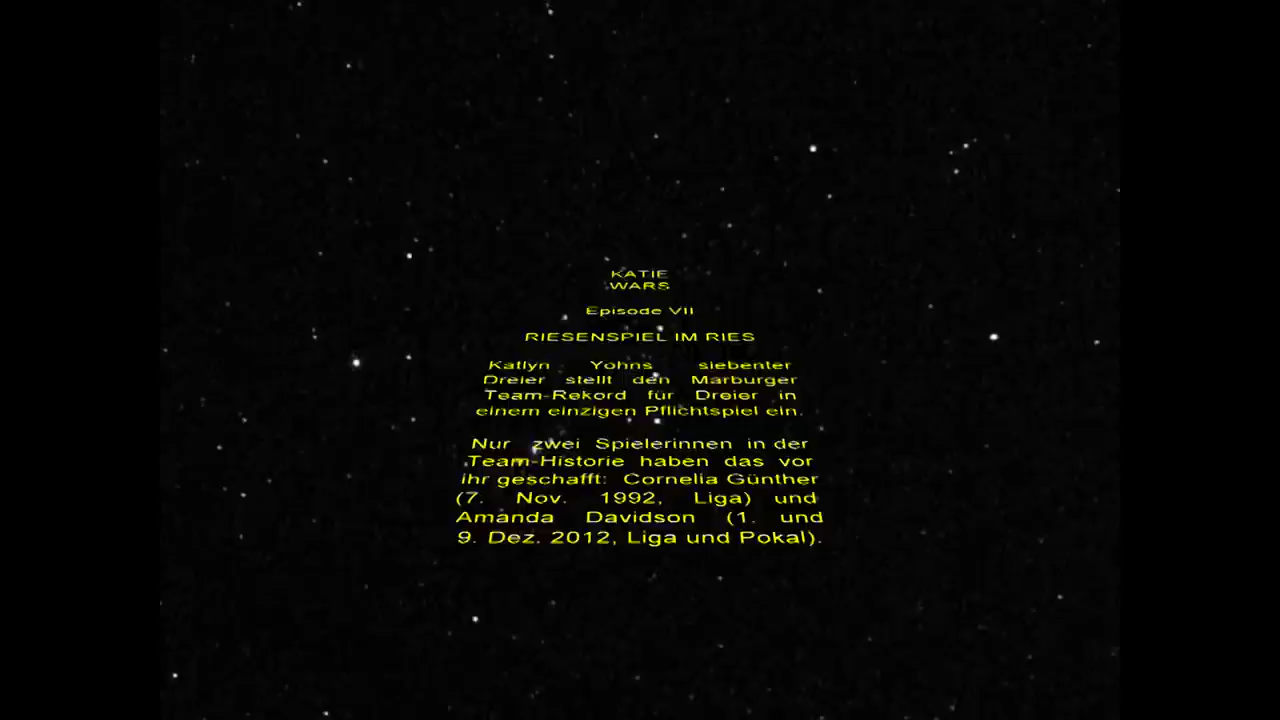 KATIE
WARS
Episode VII
RIESENSPIEL IM RIES
Katlyn Yohns siebenter
Dreier stellt den Marburger
Team-Rekord für Dreier in
einem einzigen Pflichtspiel ein.
Nur zwei Spielerinnen in der
Team-Historie haben das vor
ihr geschafft: Cornelia Günther
(7. Nov. 1992, Liga) und
Amanda Davidson (1. und
9. Dez. 2012, Liga und Pokal).